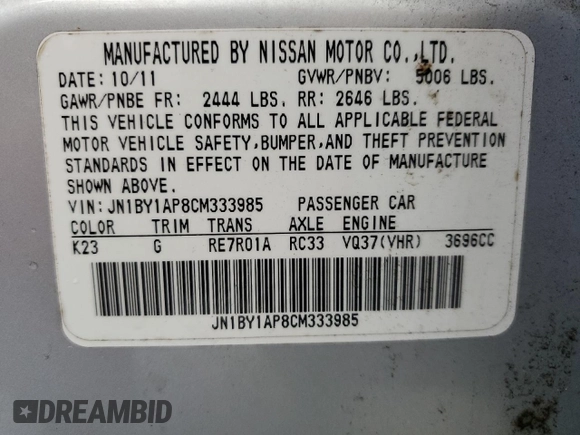 MANUFACTURED BY NISSAN MOTOR CO.,LTD.
DATE: 10/11 GVWR/PNBV: 5006 LBS.
GAWR/PNBE FR: 2444 LBS. RR: 2646 LBS.
THIS VEHICLE CONFORMS TO ALL APPLICABLE FEDERAL
MOTOR VEHICLE SAFETY,BUMPER,AND THEFT PREVENTION
STANDARDS IN EFFECT ON THE DATE OF MANUFACTURE
SHOWN ABOVE.
VIN:JN1BY1AP8CM333985 PASSENGER CAR
COLOR TRIM TRANS AXLE ENGINE
K23 G RE7R01A RC33 VQ37(VHR) 3696CC
JN1BY1AP8CM333985
DREAMBID